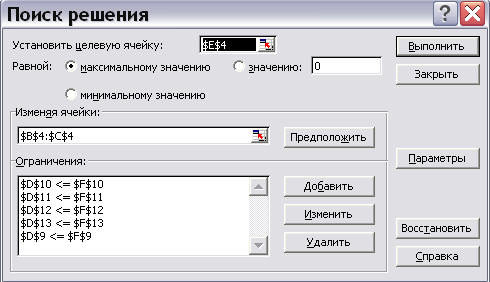 Поиск решения
Установить целевую ячейку: $E$4
Выполнить
Равной: максимальному значению значению: 0
Закрыть
минимальному значению
Изменяя ячейки:
$B$4:$C$4
Предположить
Ограничения:
Параметры
$D$10 <= $F$10
$D$11 <= $F$11
$D$12 <= $F$12
$D$13 <= $F$13
$D$9 <= $F$9
Добавить
Изменить
Удалить
Восстановить
Справка